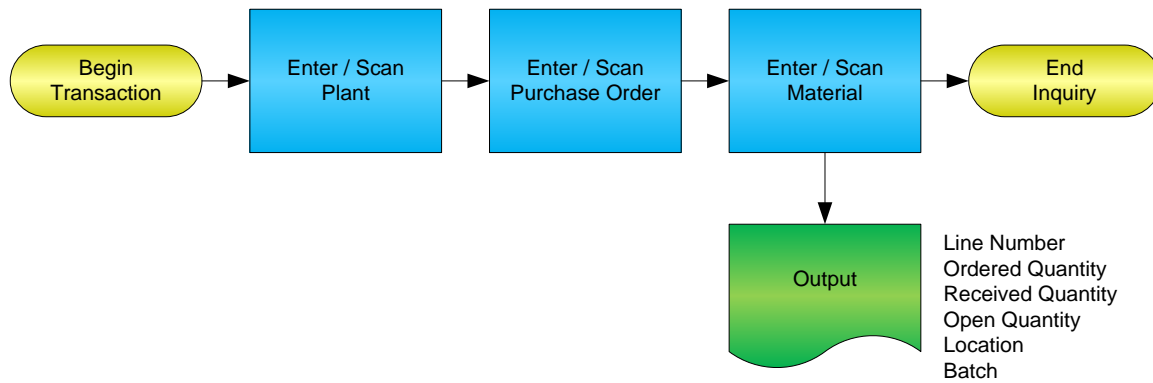 Begin
Transaction
Enter / Scan
Plant
Enter / Scan
Purchase Order
Enter / Scan
Material
End
Inquiry
Output
Line Number
Ordered Quantity
Received Quantity
Open Quantity
Location
Batch